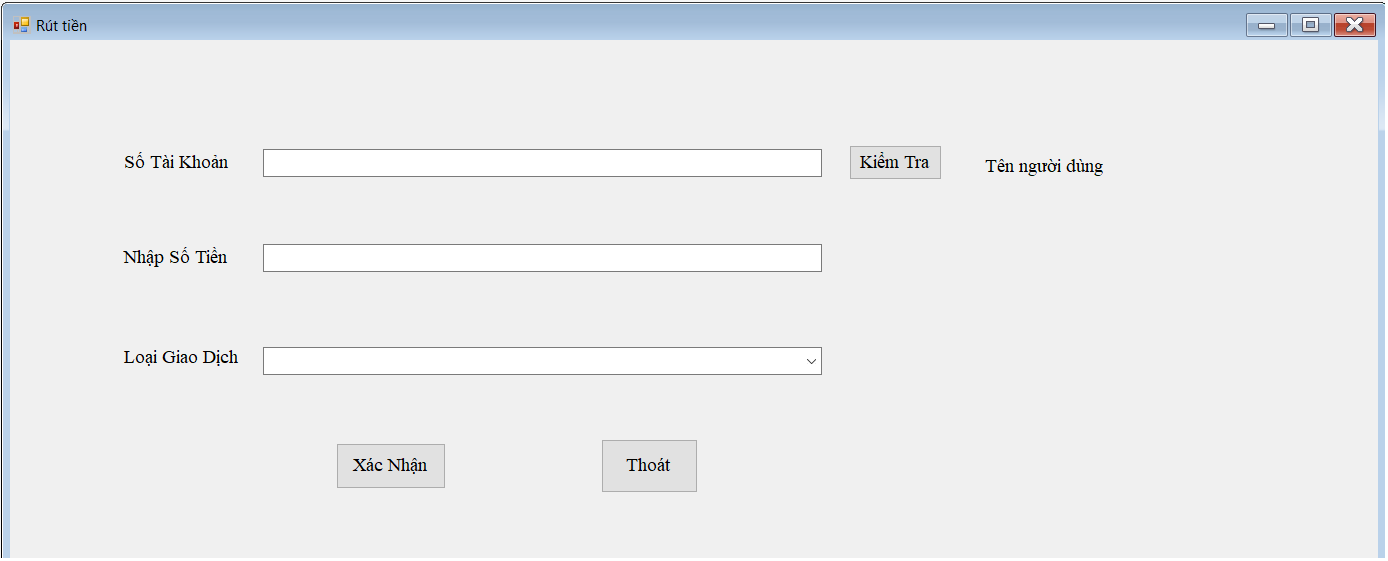 Rút tiền
Số Tài Khoản
Kiểm Tra
Tên người dùng
Nhập Số Tiền
Loại Giao Dịch
Xác Nhận
Thoát